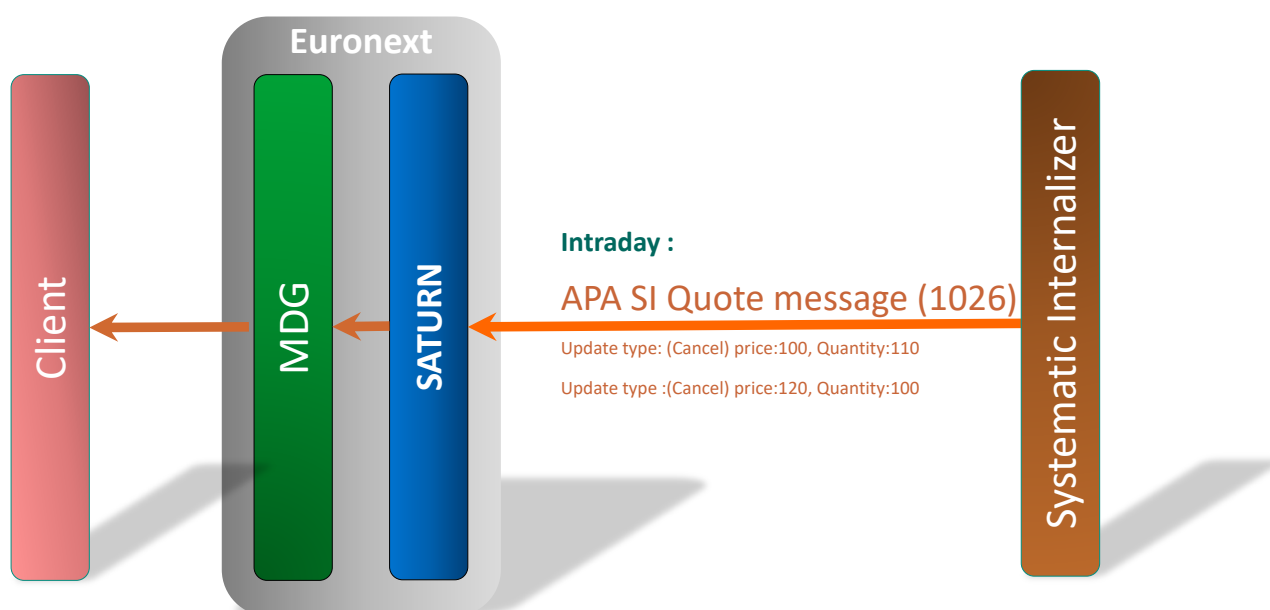 Euronext
Client
MDG
SATURN
Intraday :
APA SI Quote message (1026)
Update type: (Cancel) price:100, Quantity:110
Update type :(Cancel) price:120, Quantity:100
Systematic Internalizer